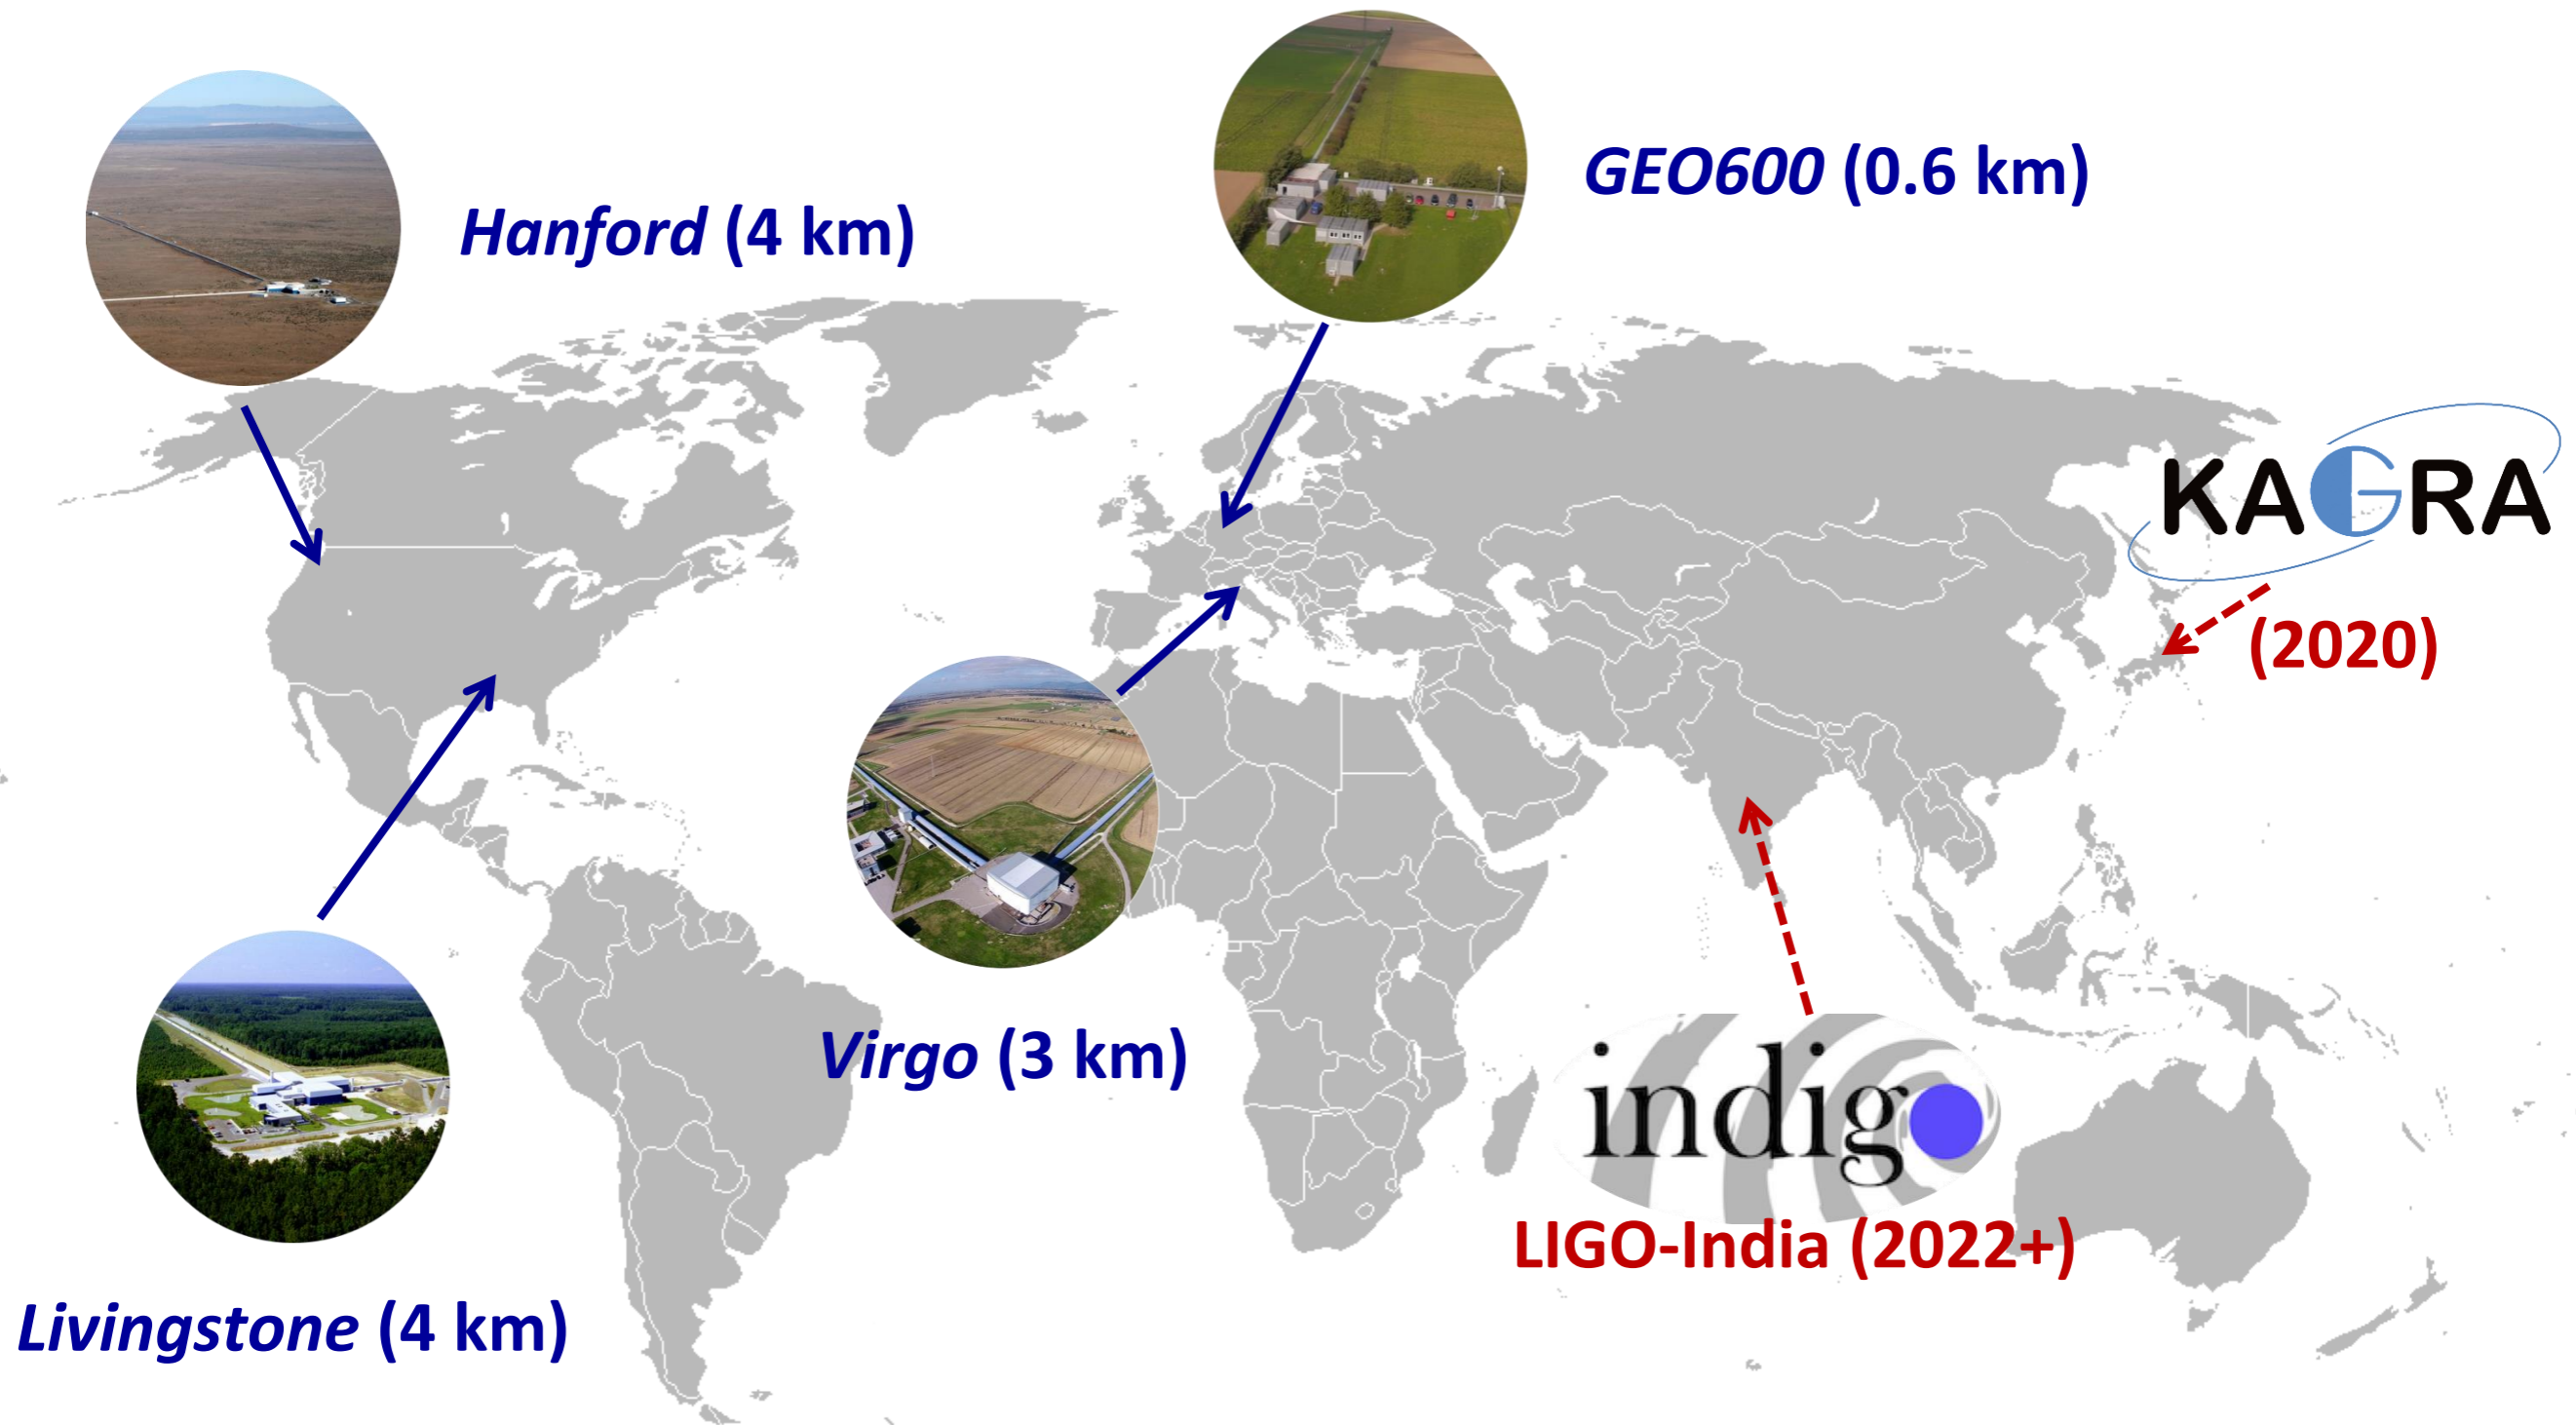 GEO600 (0.6 km)
Hanford (4 km)
KAGRA
(2020)
Virgo (3 km)
indigo
LIGO-India (2022+)
Livingstone (4 km)